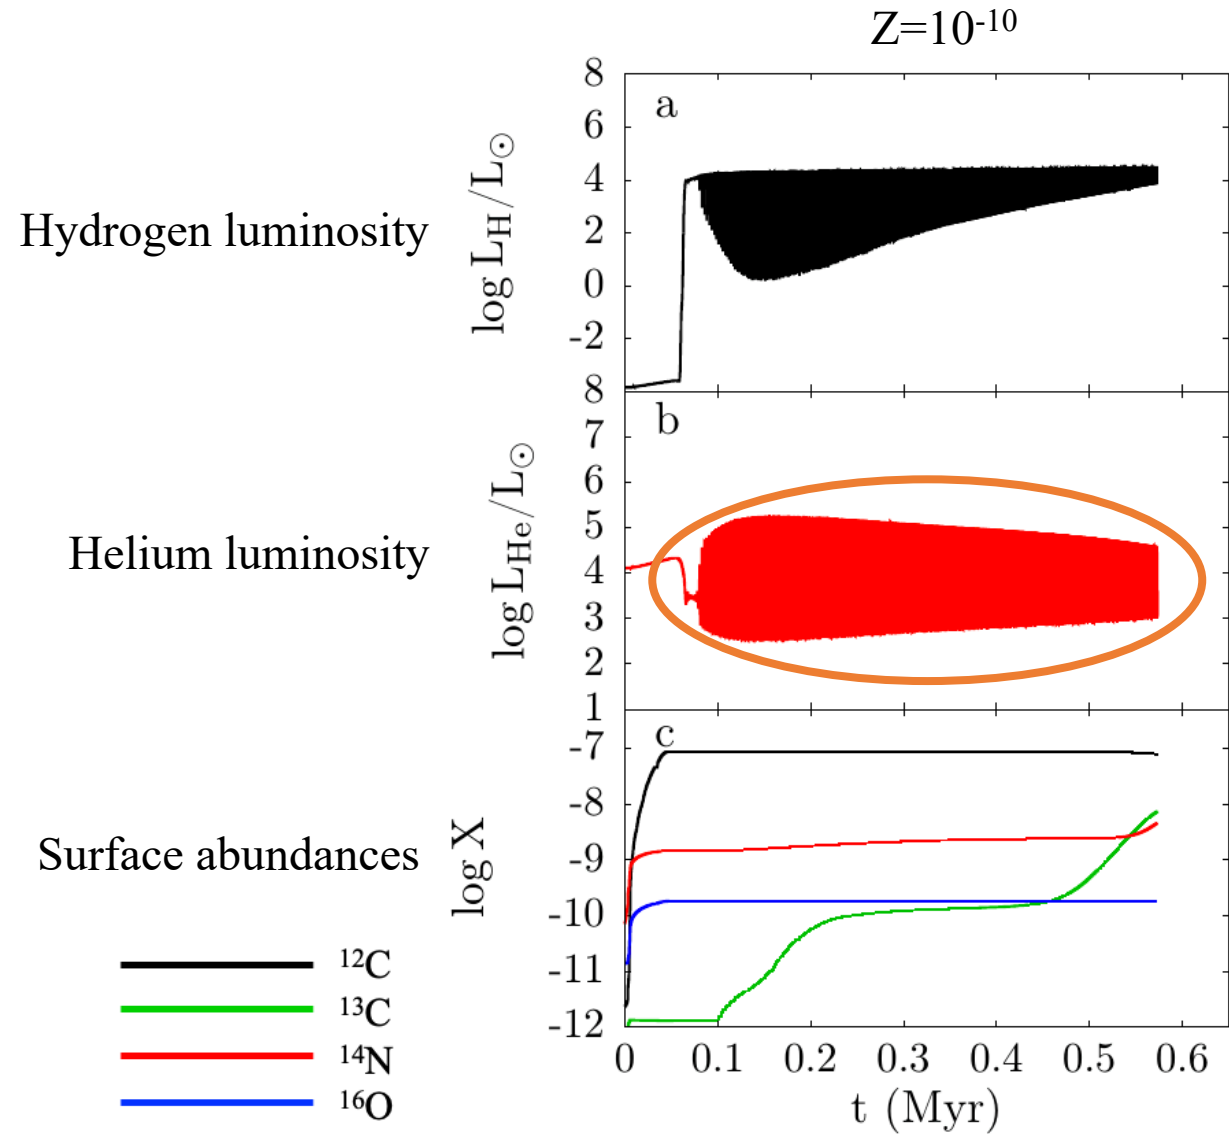 Z=10⁻¹⁰
Hydrogen luminosity
log L_H/L_⊙
a
8
6
4
2
0
-2
Helium luminosity
log L_He/L_⊙
b
8
7
6
5
4
3
2
1
Surface abundances
log X
c
-7
-8
-9
-10
-11
-12
0 0.1 0.2 0.3 0.4 0.5 0.6
t (Myr)
¹²C
¹³C
¹⁴N
¹⁶O